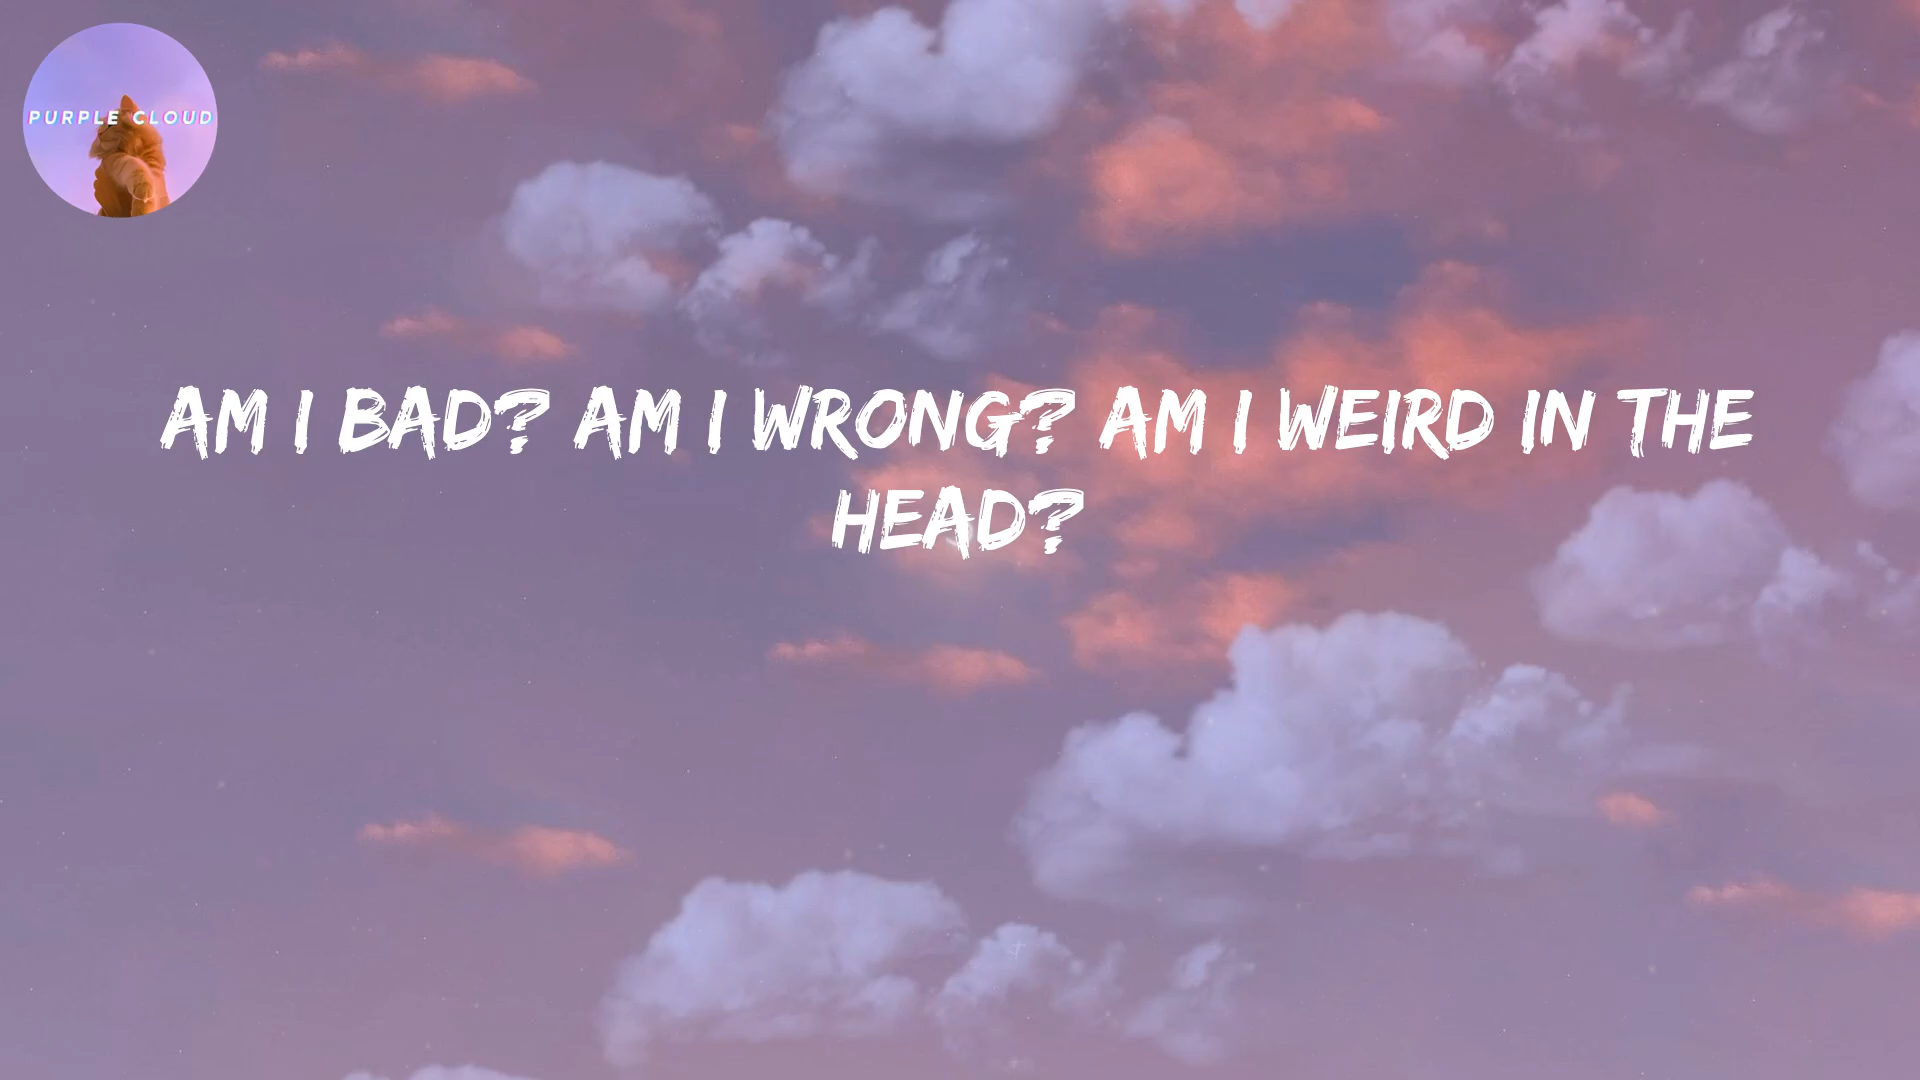 PURPLE CLOUD
AM I BAD? AM I WRONG? AM I WEIRD IN THE
HEAD?